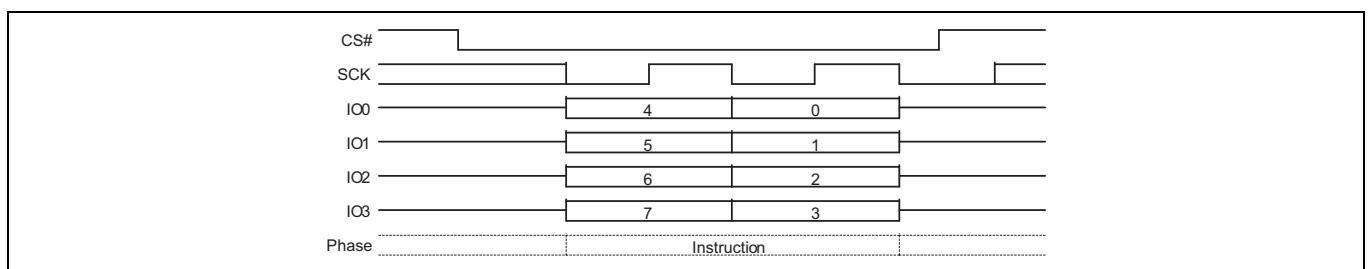 CS#
SCK
IO0 4 0
IO1 5 1
IO2 6 2
IO3 7 3
Phase Instruction